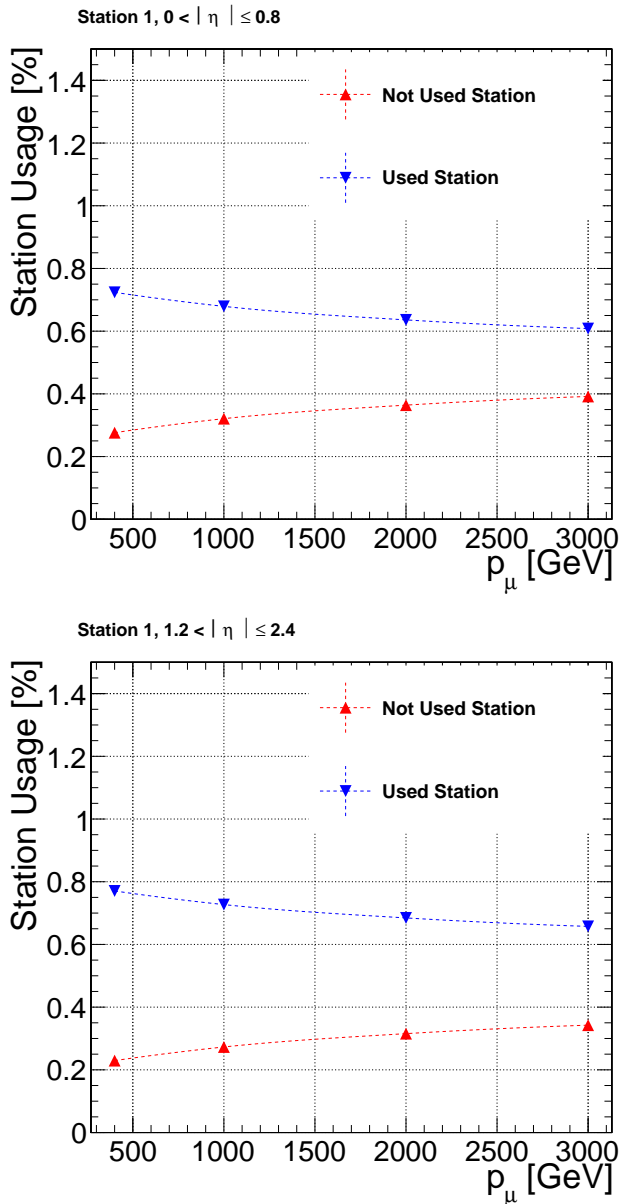 Station 1, 0 < | η | ≤ 0.8
Station Usage [%]
1.4
1.2
1
0.8
0.6
0.4
0.2
0
Not Used Station
Used Station
500 1000 1500 2000 2500 3000
p_μ [GeV]
Station 1, 1.2 < | η | ≤ 2.4
Station Usage [%]
1.4
1.2
1
0.8
0.6
0.4
0.2
0
Not Used Station
Used Station
500 1000 1500 2000 2500 3000
p_μ [GeV]